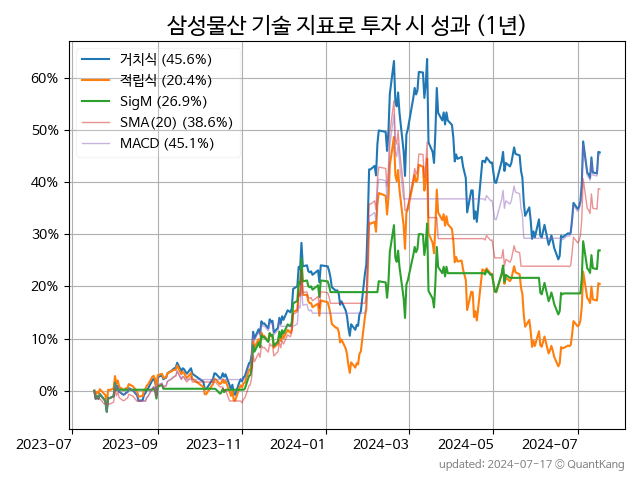 삼성물산 기술 지표로 투자 시 성과 (1년)
거치식 (45.6%)
적립식 (20.4%)
SigM (26.9%)
SMA(20) (38.6%)
MACD (45.1%)
60%
50%
40%
30%
20%
10%
0%
2023-07 2023-09 2023-11 2024-01 2024-03 2024-05 2024-07
updated: 2024-07-17 © QuantKang